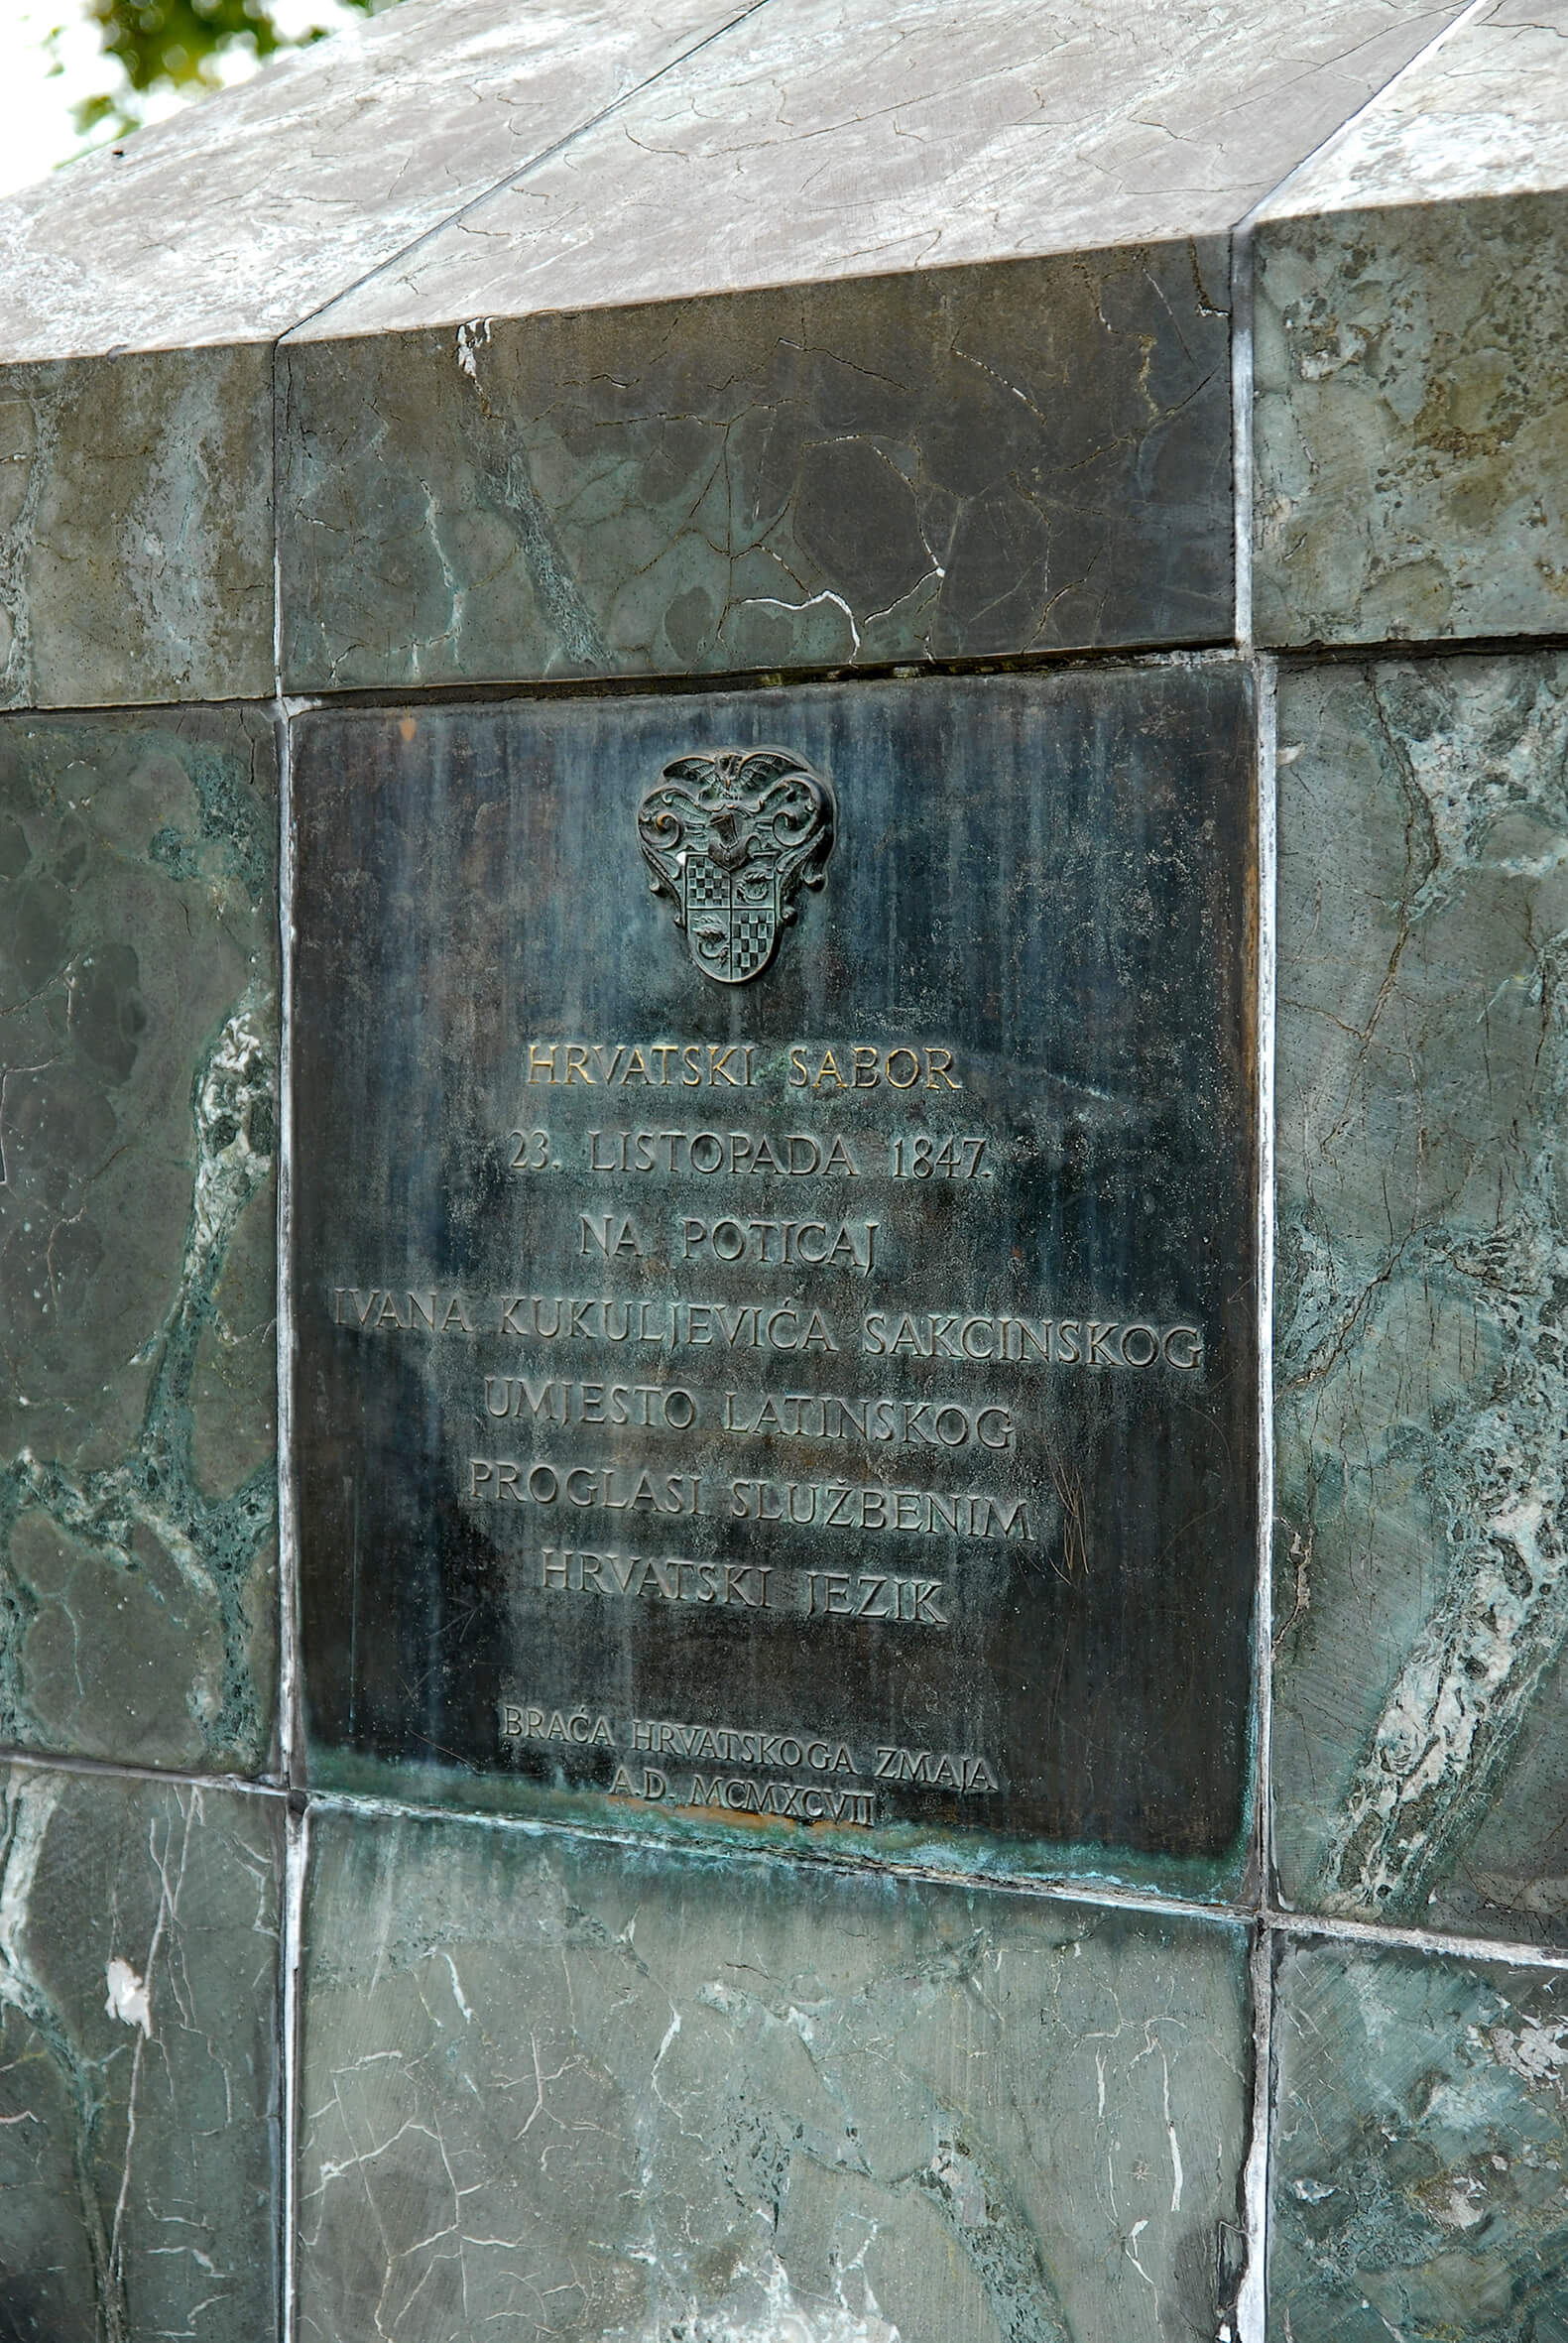 HRVATSKI SABOR
23. LISTOPADA 1847.
NA POTICAJ
IVANA KUKULJEVIĆA SAKCINSKOG
UMJESTO LATINSKOG
PROGLASI SLUŽBENIM
HRVATSKI JEZIK
BRAĆA HRVATSKOGA ZMAJA
A.D. MCMXCVII